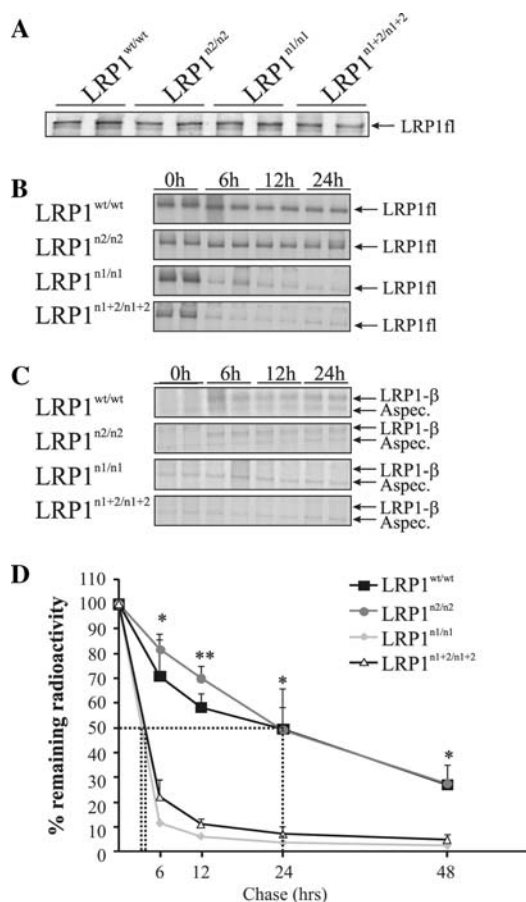 A
LRP1wt/wt LRP1n2/n2 LRP1n1/n1 LRP1n1+2/n1+2
LRP1fl
B
0h 6h 12h 24h
LRP1wt/wt LRP1fl
LRP1n2/n2 LRP1fl
LRP1n1/n1 LRP1fl
LRP1n1+2/n1+2 LRP1fl
C
0h 6h 12h 24h
LRP1wt/wt LRP1-β
Aspec.
LRP1n2/n2 LRP1-β
Aspec.
LRP1n1/n1 LRP1-β
Aspec.
LRP1n1+2/n1+2 LRP1-β
Aspec.
D
% remaining radioactivity
110
100
90
80
70
60
50
40
30
20
10
0
* ** * *
LRP1wt/wt
LRP1n2/n2
LRP1n1/n1
LRP1n1+2/n1+2
6 12 24 48
Chase (hrs)